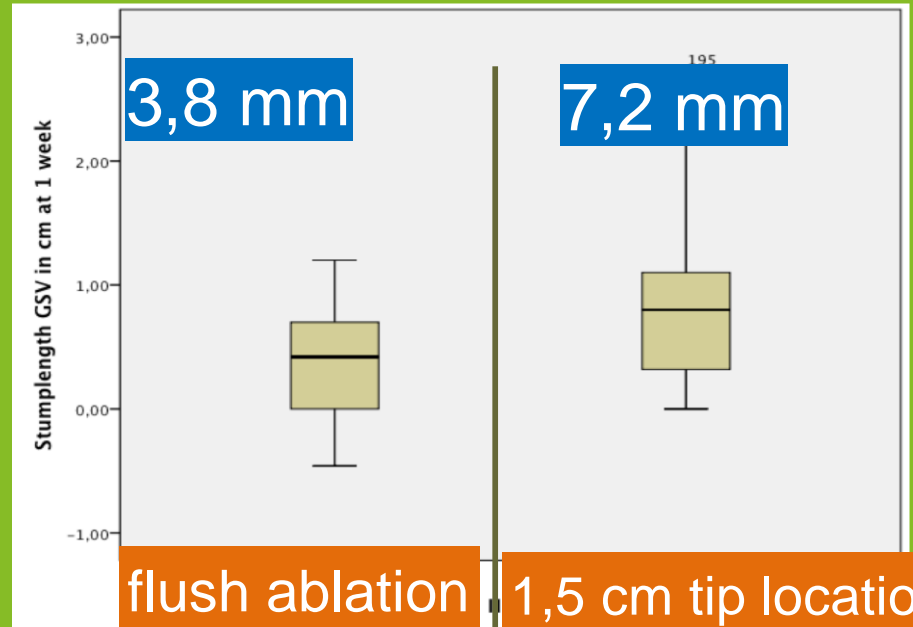 Stumplength GSV in cm at 1 week
3,00
2,00
1,00
0,00
-1,00
195
3,8 mm
7,2 mm
flush ablation
1,5 cm tip locatio